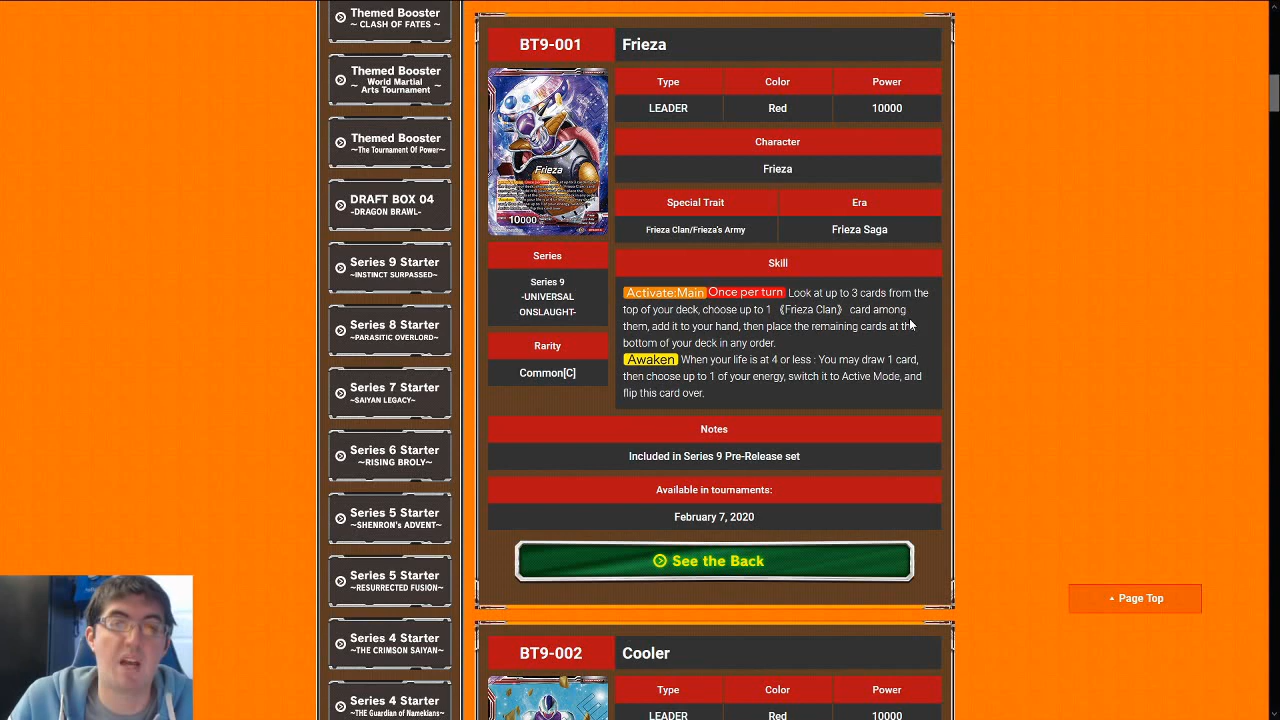 Themed Booster
~ CLASH OF FATES ~
Themed Booster
~ World Martial
Arts Tournament ~
Themed Booster
~The Tournament Of Power~
DRAFT BOX 04
-DRAGON BRAWL-
Series 9 Starter
~INSTINCT SURPASSED~
Series 8 Starter
~PARASITIC OVERLORD~
Series 7 Starter
~SAIYAN LEGACY~
Series 6 Starter
~RISING BROLY~
Series 5 Starter
~SHENRON's ADVENT~
Series 5 Starter
~RESURRECTED FUSION~
Series 4 Starter
~THE CRIMSON SAIYAN~
Series 4 Starter
~THE Guardian of Namekians~
BT9-001
Frieza
Frieza
10000
Type
Color
Power
LEADER
Red
10000
Character
Frieza
Special Trait
Era
Frieza Clan/Frieza's Army
Frieza Saga
Series
Series 9
-UNIVERSAL
ONSLAUGHT-
Rarity
Common[C]
Skill
Activate:Main Once per turn Look at up to 3 cards from the
top of your deck, choose up to 1 《Frieza Clan》 card among
them, add it to your hand, then place the remaining cards at the
bottom of your deck in any order.
Awaken When your life is at 4 or less : You may draw 1 card,
then choose up to 1 of your energy, switch it to Active Mode, and
flip this card over.
Notes
Included in Series 9 Pre-Release set
Available in tournaments:
February 7, 2020
See the Back
BT9-002
Cooler
Type
Color
Power
LEADER
Red
10000
Page Top